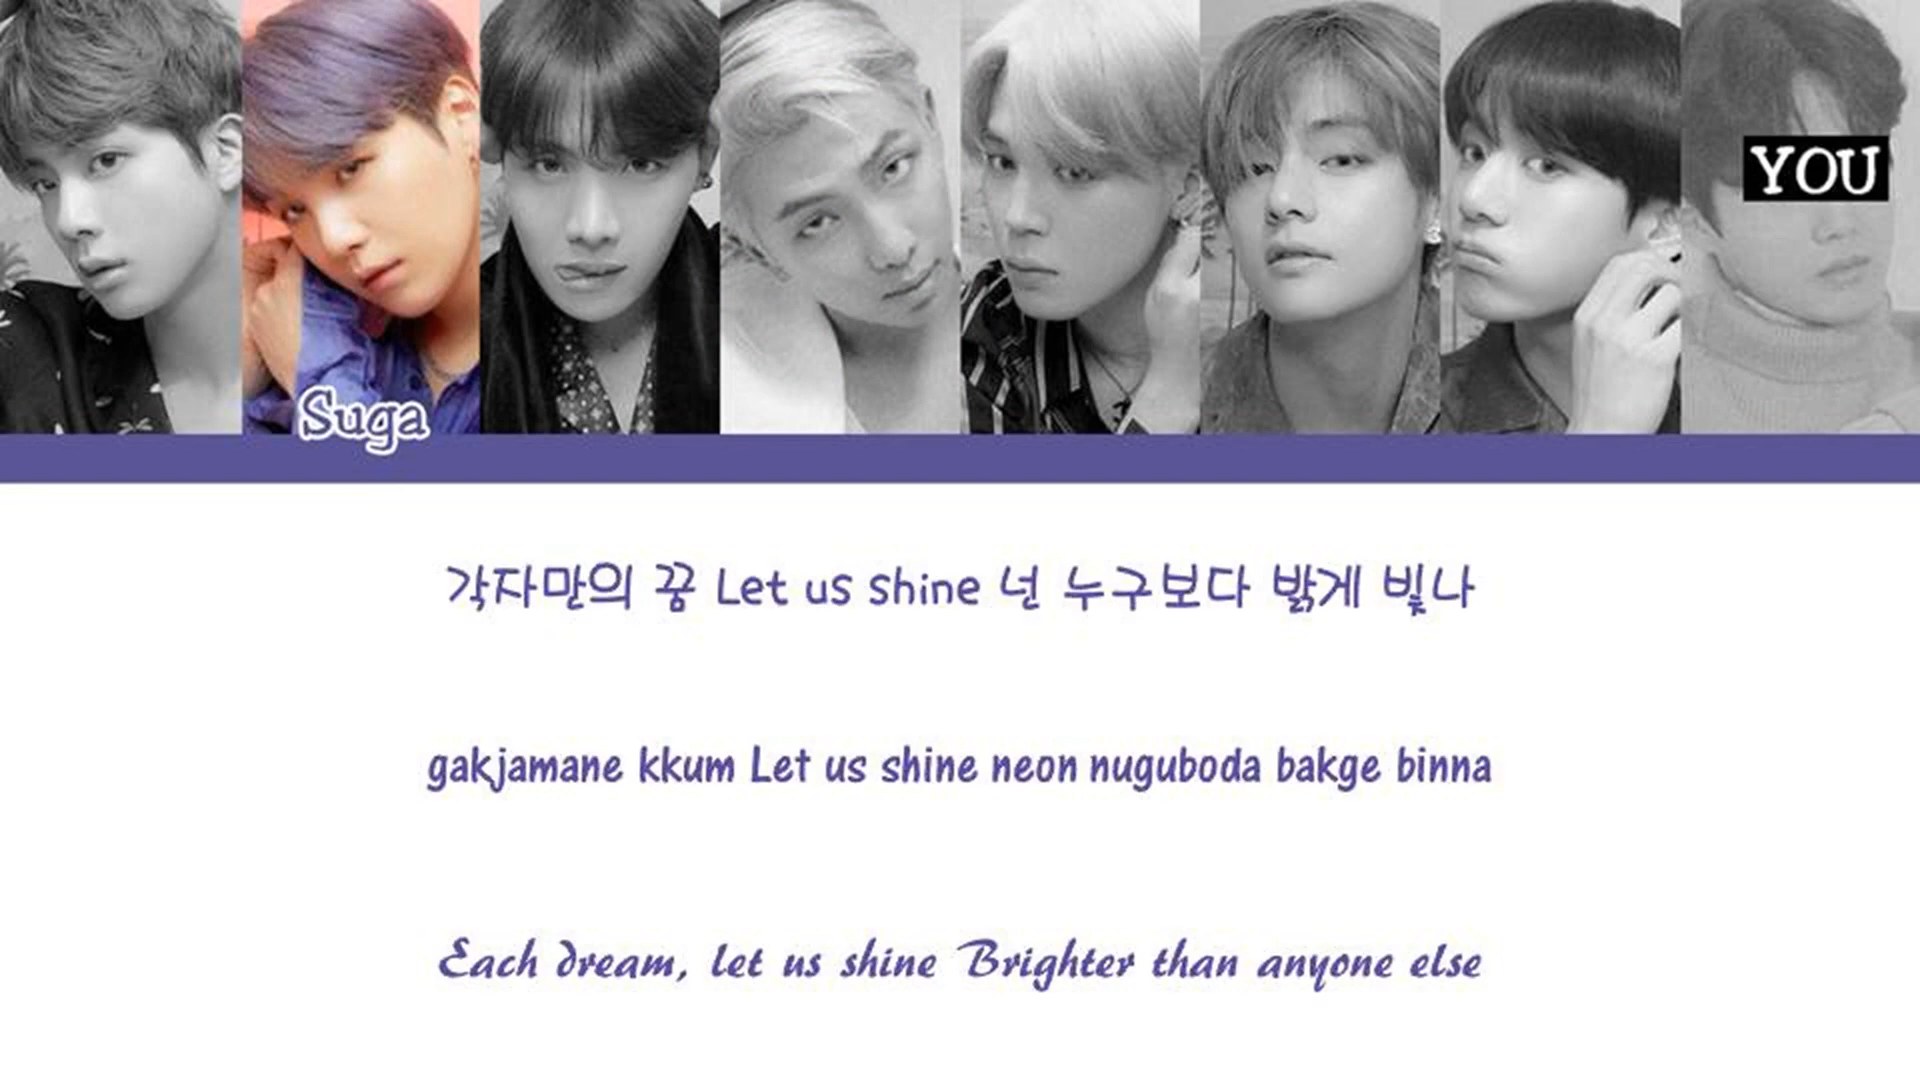 YOU
Suga
각자만의 꿈 Let us shine 넌 누구보다 밝게 빛나
gakjamane kkum Let us shine neon nuguboda bakge binna
Each dream, let us shine Brighter than anyone else